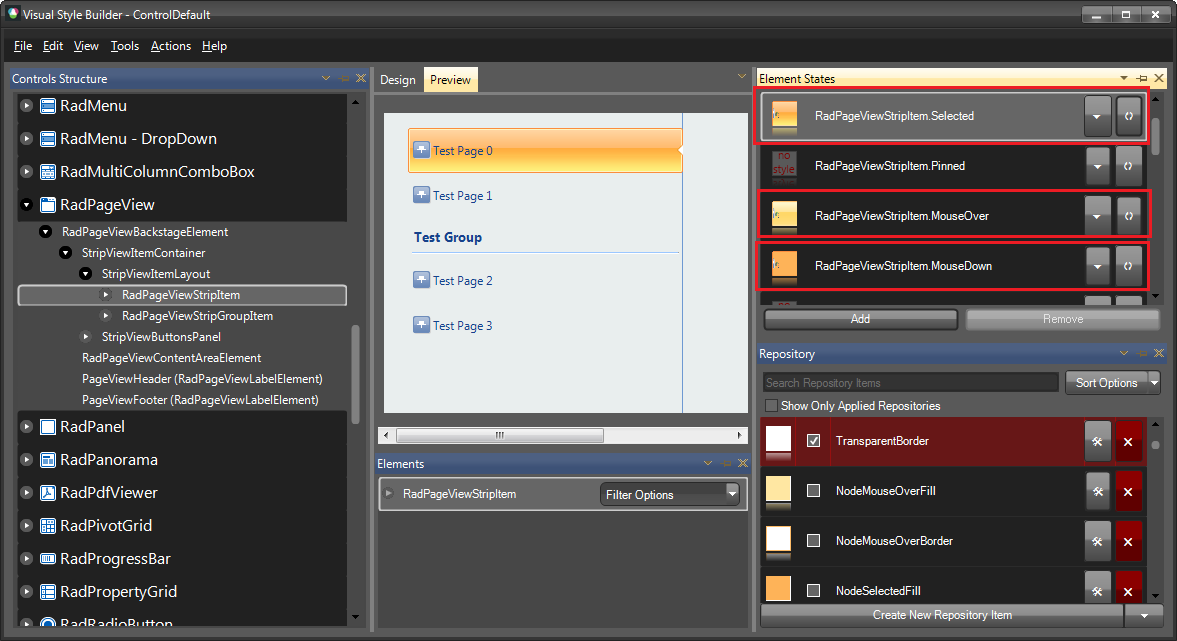 Visual Style Builder - ControlDefault
File Edit View Tools Actions Help
Controls Structure
RadMenu
RadMenu - DropDown
RadMultiColumnComboBox
RadPageView
RadPageViewBackstageElement
StripViewItemContainer
StripViewItemLayout
RadPageViewStripItem
RadPageViewStripGroupItem
StripViewButtonsPanel
RadPageViewContentAreaElement
PageViewHeader (RadPageViewLabelElement)
PageViewFooter (RadPageViewLabelElement)
RadPanel
RadPanorama
RadPdfViewer
RadPivotGrid
RadProgressBar
RadPropertyGrid
RadRadioButton
Design Preview
Test Page 0
Test Page 1
Test Group
Test Page 2
Test Page 3
Elements
RadPageViewStripItem Filter Options
Element States
RadPageViewStripItem.Selected
no style RadPageViewStripItem.Pinned
RadPageViewStripItem.MouseOver
RadPageViewStripItem.MouseDown
no
Add Remove
Repository
Search Repository Items Sort Options
Show Only Applied Repositories
TransparentBorder
NodeMouseOverFill
NodeMouseOverBorder
NodeSelectedFill
Create New Repository Item